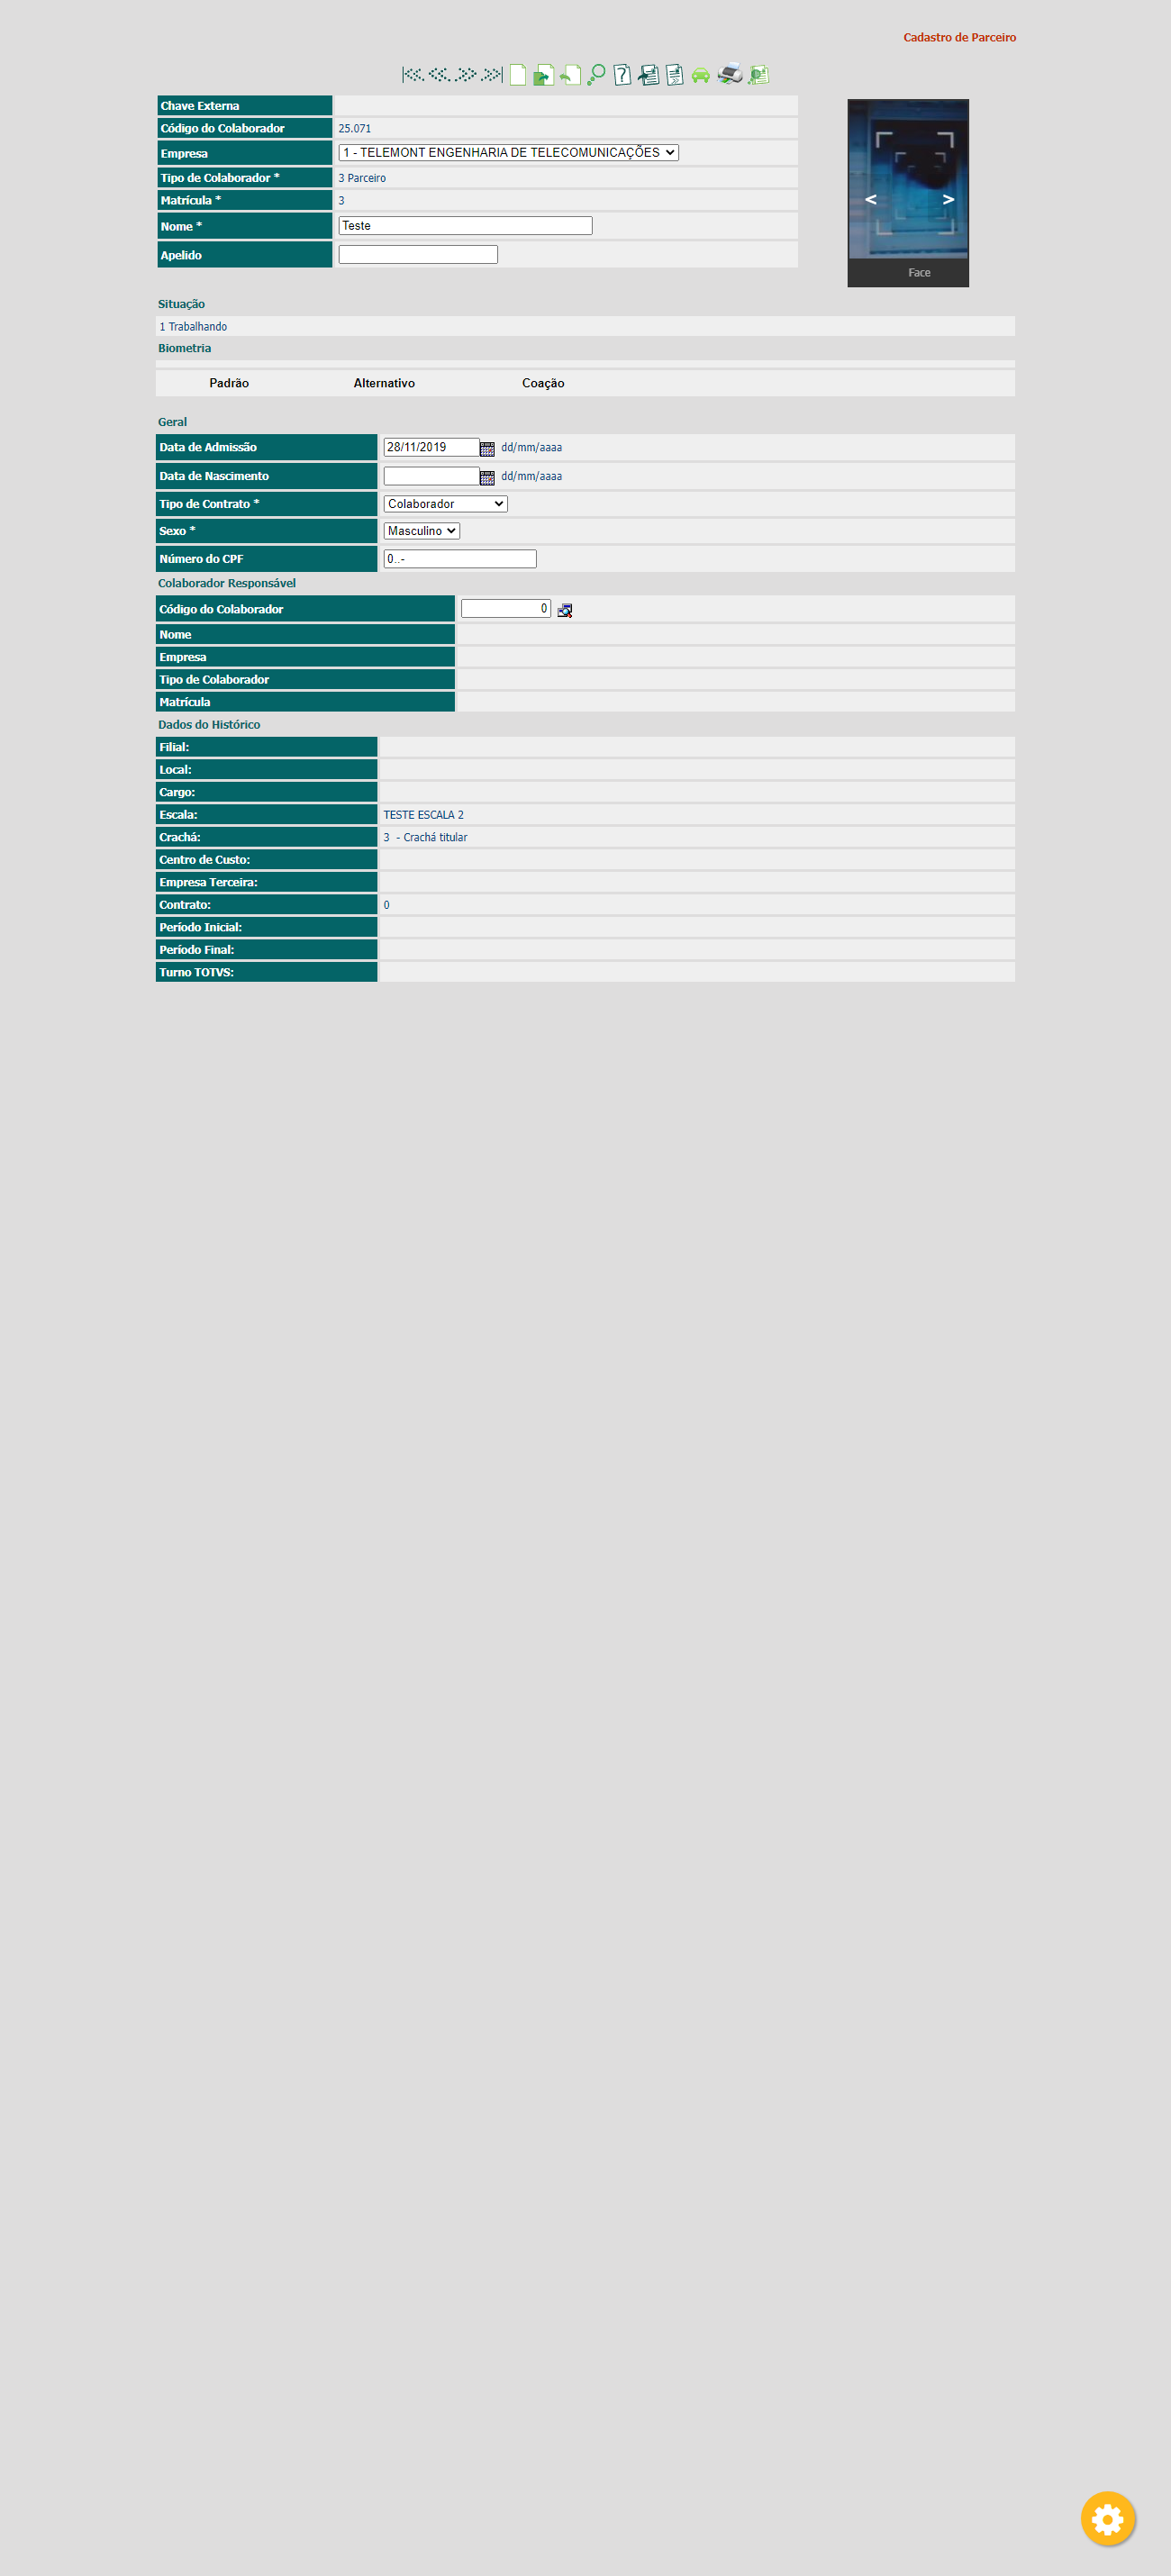 Cadastro de Parceiro
Chave Externa
Código do Colaborador 25.071
Empresa 1 - TELEMONT ENGENHARIA DE TELECOMUNICAÇÕES
Tipo de Colaborador * 3 Parceiro
Matrícula * 3
Nome * Teste
Apelido
< >
Face
Situação
1 Trabalhando
Biometria
Padrão Alternativo Coação
Geral
Data de Admissão 28/11/2019 dd/mm/aaaa
Data de Nascimento dd/mm/aaaa
Tipo de Contrato * Colaborador
Sexo * Masculino
Número do CPF 0..-
Colaborador Responsável
Código do Colaborador 0
Nome
Empresa
Tipo de Colaborador
Matrícula
Dados do Histórico
Filial:
Local:
Cargo:
Escala: TESTE ESCALA 2
Crachá: 3 - Crachá titular
Centro de Custo:
Empresa Terceira:
Contrato: 0
Período Inicial:
Período Final:
Turno TOTVS: